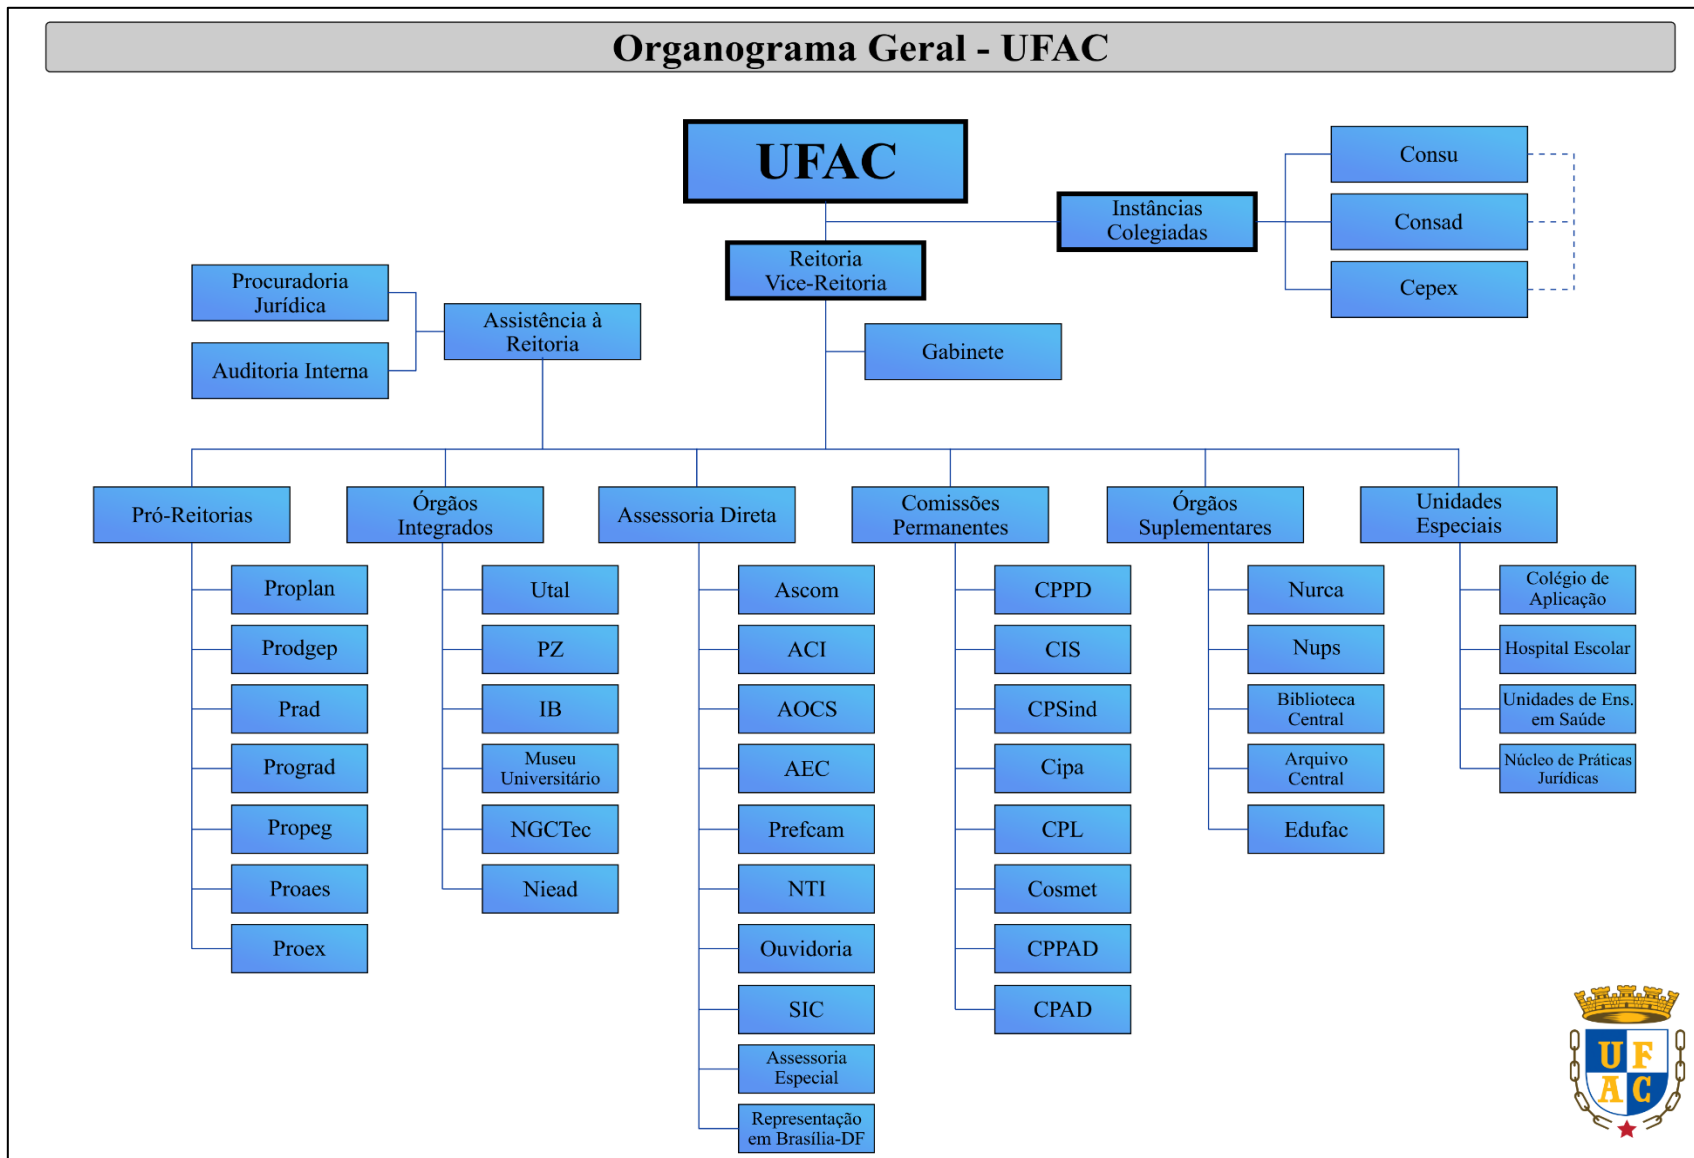 Organograma Geral - UFAC
UFAC
Instâncias
Colegiadas
Consu
Consad
Cepex
Reitoria
Vice-Reitoria
Procuradoria
Jurídica
Auditoria Interna
Assistência à
Reitoria
Gabinete
Pró-Reitorias
Proplan
Prodgep
Prad
Prograd
Propeg
Proaes
Proex
Órgãos
Integrados
Utal
PZ
IB
Museu
Universitário
NGCTec
Niead
Assessoria Direta
Ascom
ACI
AOCS
AEC
Prefcam
NTI
Ouvidoria
SIC
Assessoria
Especial
Representação
em Brasília-DF
Comissões
Permanentes
CPPD
CIS
CPSind
Cipa
CPL
Cosmet
CPPAD
CPAD
Órgãos
Suplementares
Nurca
Nups
Biblioteca
Central
Arquivo
Central
Edufac
Unidades
Especiais
Colégio de
Aplicação
Hospital Escolar
Unidades de Ens.
em Saúde
Núcleo de Práticas
Jurídicas
U F
A C